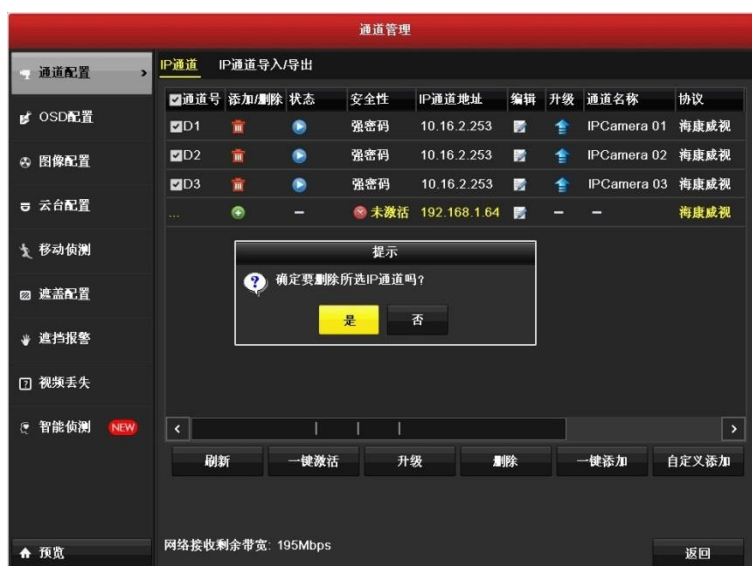 通道管理
通道配置
OSD配置
图像配置
云台配置
移动侦测
遮盖配置
遮挡报警
视频丢失
智能侦测 NEW
预览
IP通道 IP通道导入/导出
通道号 添加/删除 状态 安全性 IP通道地址 编辑 升级 通道名称 协议
D1 强密码 10.16.2.253 IPCamera 01 海康威视
D2 强密码 10.16.2.253 IPCamera 02 海康威视
D3 强密码 10.16.2.253 IPCamera 03 海康威视
... – 未激活 192.168.1.64 – – 海康威视
提示
确定要删除所选IP通道吗?
是 否
刷新 一键激活 升级 删除 一键添加 自定义添加
网络接收剩余带宽: 195Mbps
返回